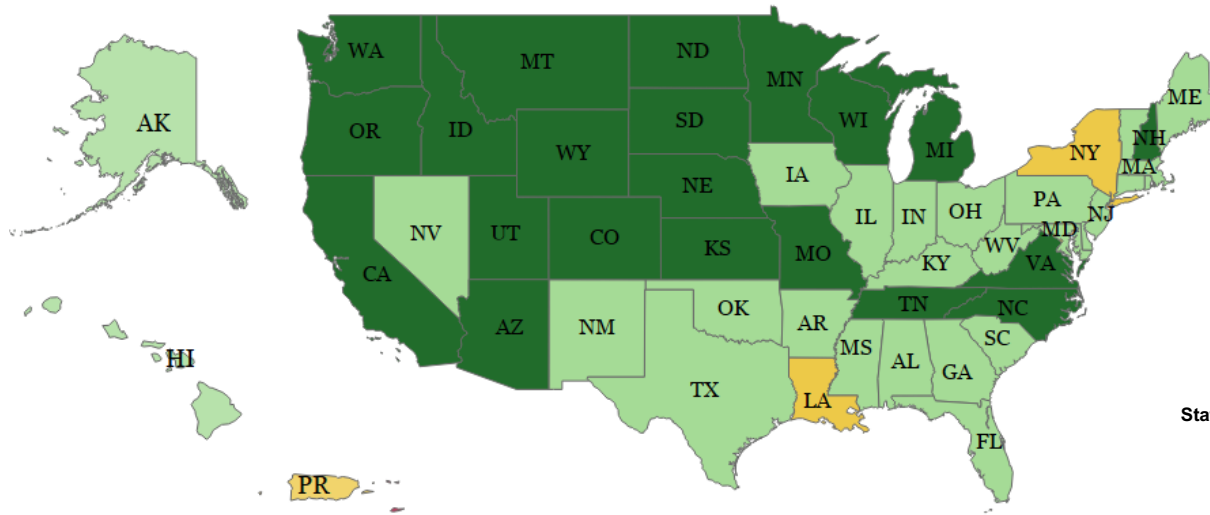 WA
MT
ND
MN
ME
AK
OR
ID
SD
WI
NH
WY
MI
NY
MA
IA
NE
PA
NV
UT
CO
IL
IN
OH
NJ
MD
WV
CA
KS
MO
KY
VA
TN
NC
AZ
NM
OK
AR
SC
HI
MS
AL
GA
TX
LA
Sta
FL
PR